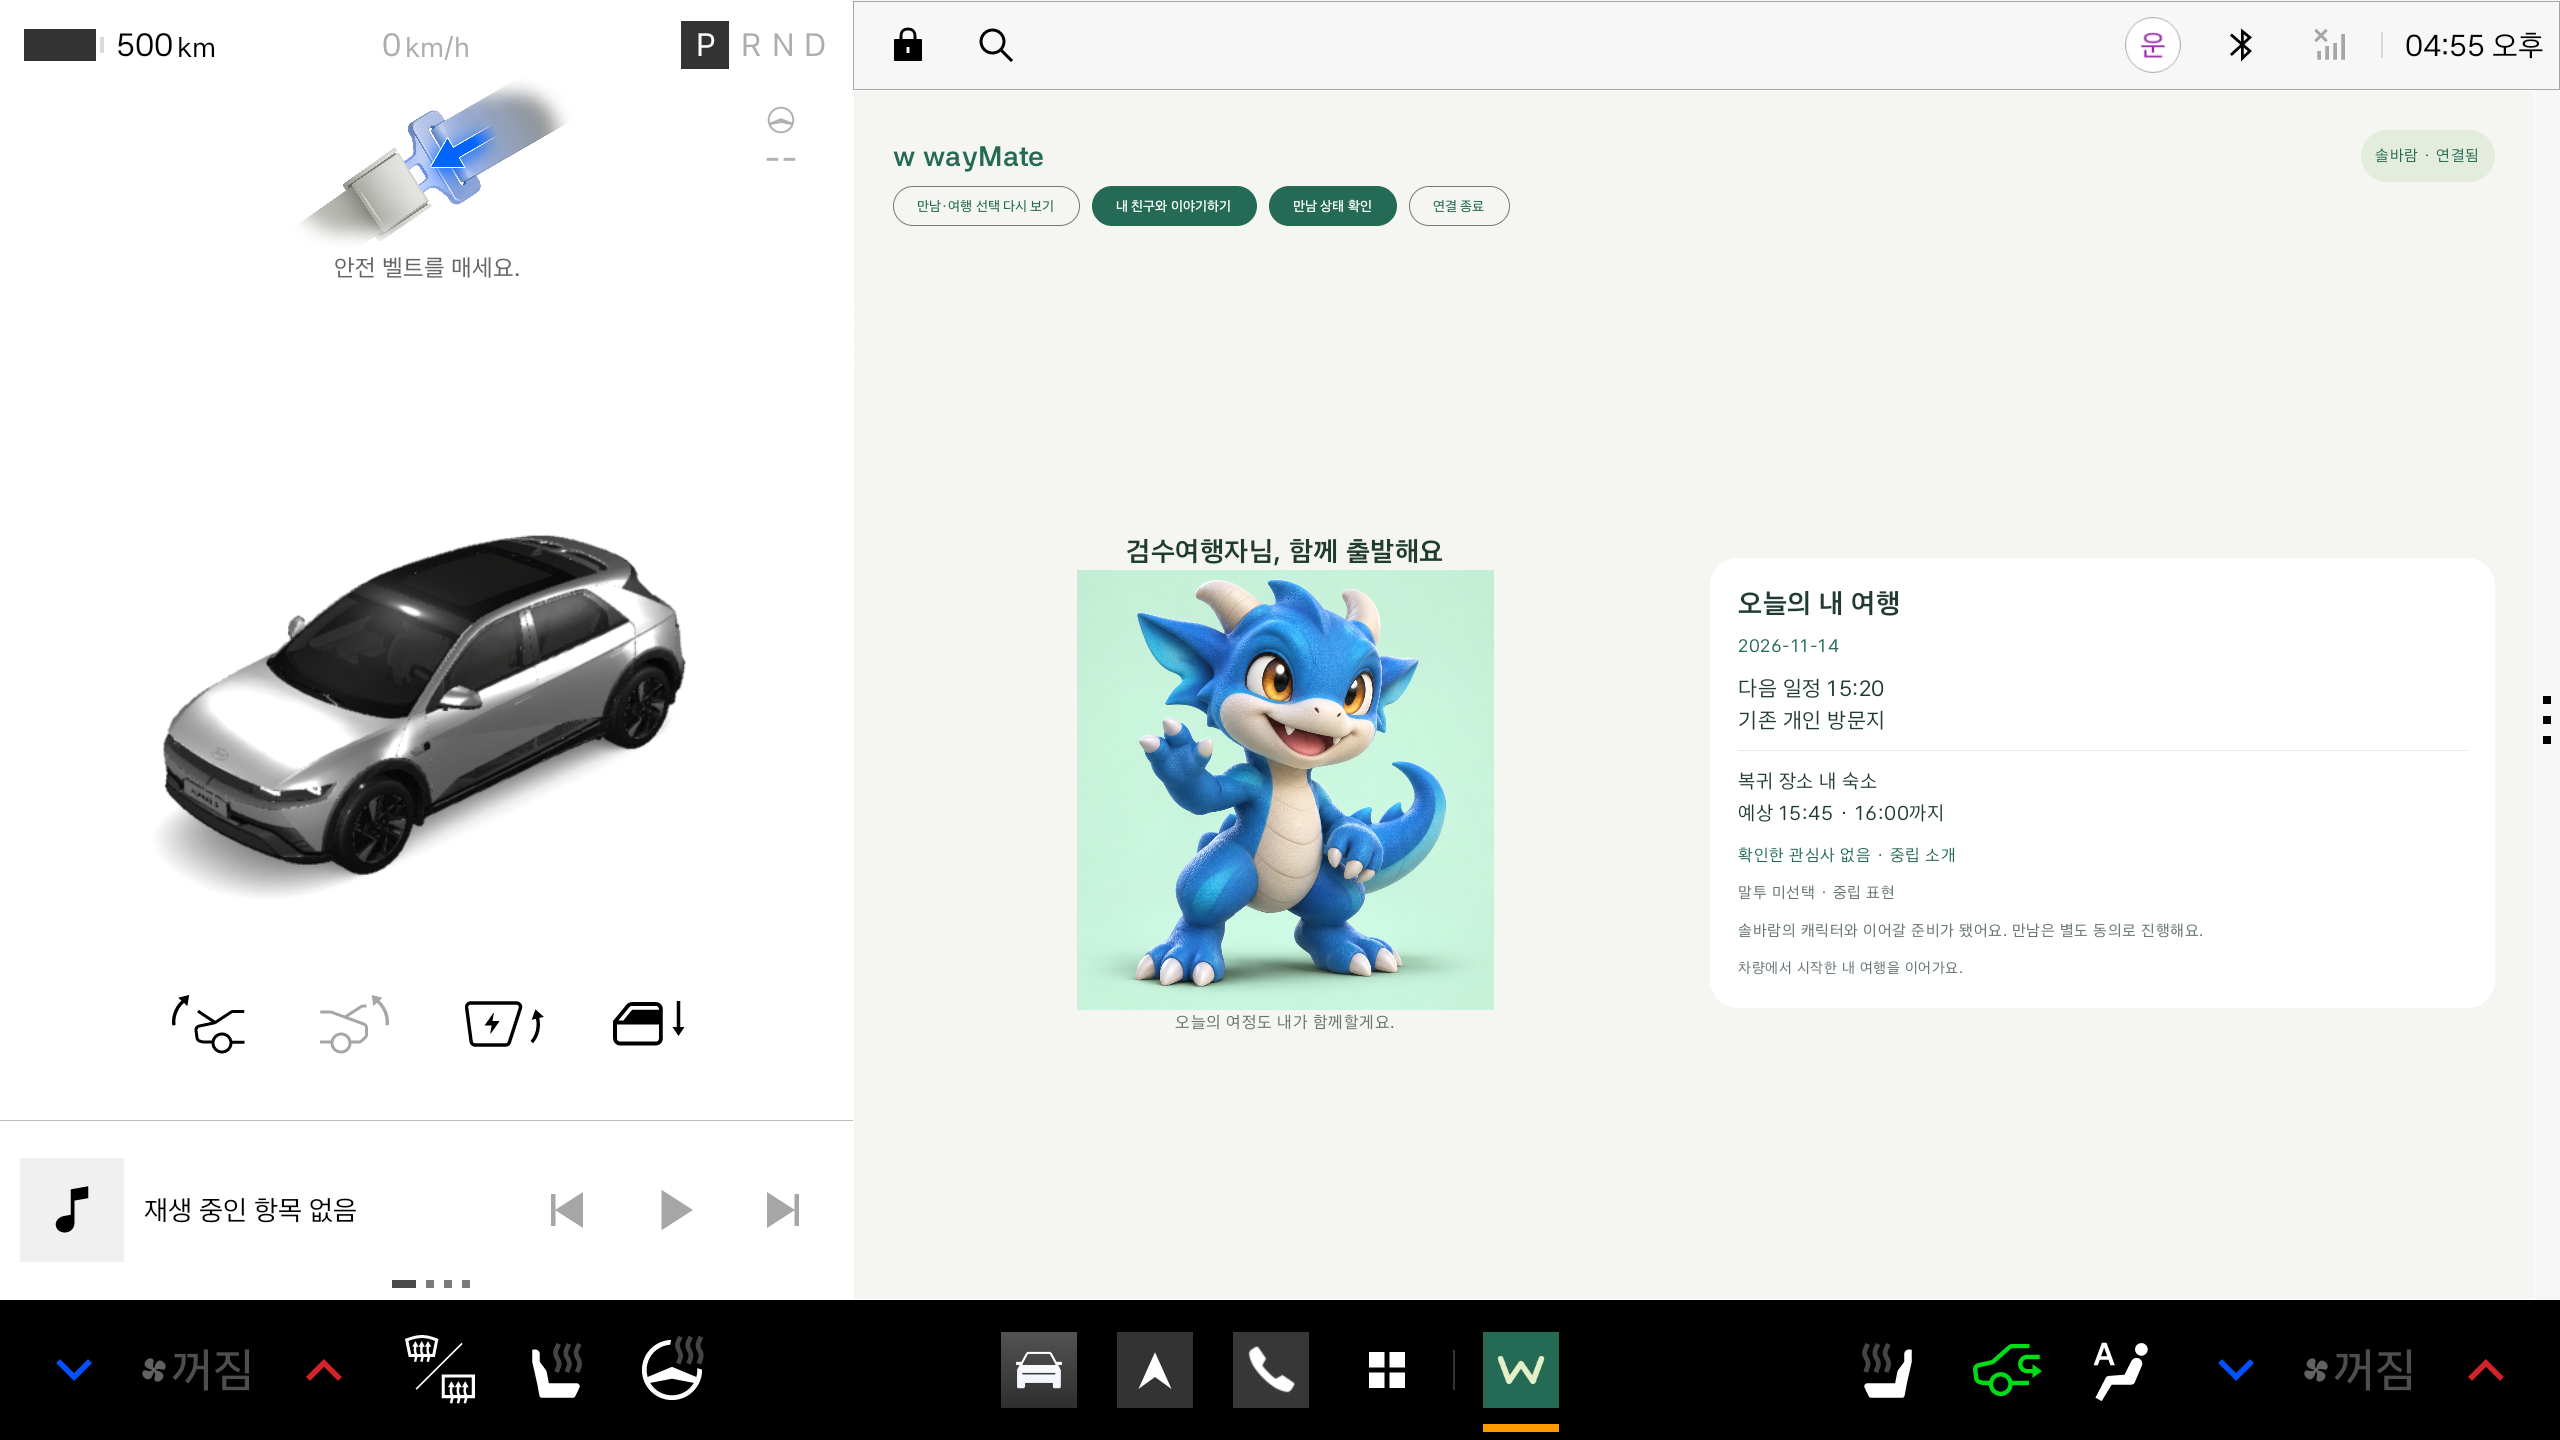 500 km
0 km/h
P R N D
운
04:55 오후
안전 벨트를 매세요.
w wayMate
솔바람 · 연결됨
만남·여행 선택 다시 보기
내 친구와 이야기하기
만남 상태 확인
연결 종료
검수여행자님, 함께 출발해요
오늘의 여정도 내가 함께할게요.
오늘의 내 여행
2026-11-14
다음 일정 15:20
기존 개인 방문지
복귀 장소 내 숙소
예상 15:45 · 16:00까지
확인한 관심사 없음 · 중립 소개
말투 미선택 · 중립 표현
솔바람의 캐릭터와 이어갈 준비가 됐어요. 만남은 별도 동의로 진행해요.
차량에서 시작한 내 여행을 이어가요.
재생 중인 항목 없음
꺼짐
W
A
꺼짐